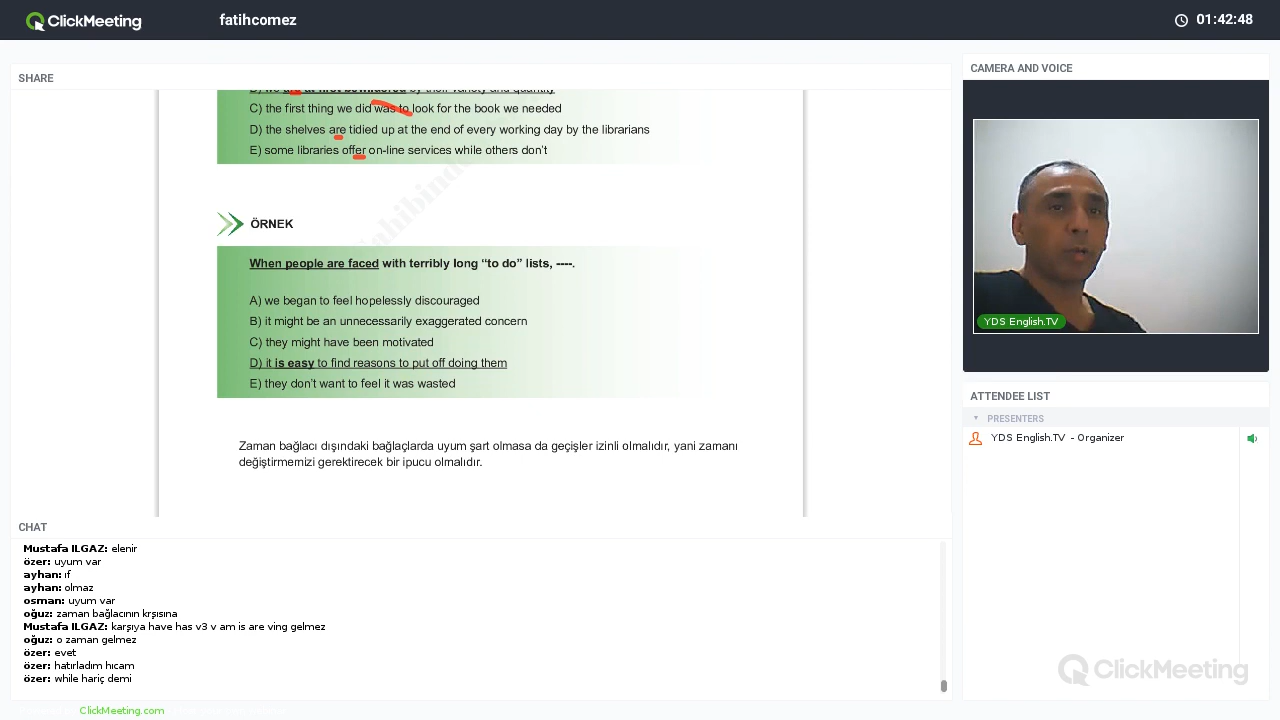 ClickMeeting
fatihcomez
01:42:48
SHARE
C) the first thing we did was to look for the book we needed
D) the shelves are tidied up at the end of every working day by the librarians
E) some libraries offer on-line services while others don't
ÖRNEK
When people are faced with terribly long “to do” lists, ----.
A) we began to feel hopelessly discouraged
B) it might be an unnecessarily exaggerated concern
C) they might have been motivated
D) it is easy to find reasons to put off doing them
E) they don't want to feel it was wasted
Zaman bağlacı dışındaki bağlaçlarda uyum şart olmasa da geçişler izinli olmalıdır, yani zamanı
değiştirmemizi gerektirecek bir ipucu olmalıdır.
CHAT
Mustafa ILGAZ: elenir
özer: uyum var
ayhan: ıf
ayhan: olmaz
osman: uyum var
oğuz: zaman bağlacının krşısına
Mustafa ILGAZ: karşıya have has v3 v am is are ving gelmez
oğuz: o zaman gelmez
özer: evet
özer: hatırladım hıcam
özer: while hariç demi
ClickMeeting.com
CAMERA AND VOICE
YDS English.TV
ATTENDEE LIST
PRESENTERS
YDS English.TV - Organizer
ClickMeeting